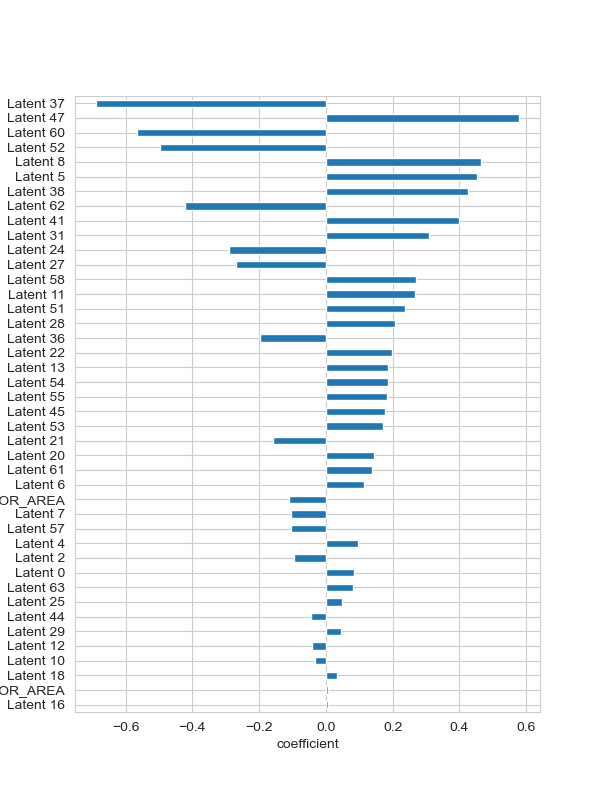 Latent 37
Latent 47
Latent 60
Latent 52
Latent 8
Latent 5
Latent 38
Latent 62
Latent 41
Latent 31
Latent 24
Latent 27
Latent 58
Latent 11
Latent 51
Latent 28
Latent 36
Latent 22
Latent 13
Latent 54
Latent 55
Latent 45
Latent 53
Latent 21
Latent 20
Latent 61
Latent 6
OR_AREA
Latent 7
Latent 57
Latent 4
Latent 2
Latent 0
Latent 63
Latent 25
Latent 44
Latent 29
Latent 12
Latent 10
Latent 18
OR_AREA
Latent 16
−0.6 −0.4 −0.2 0.0 0.2 0.4 0.6
coefficient